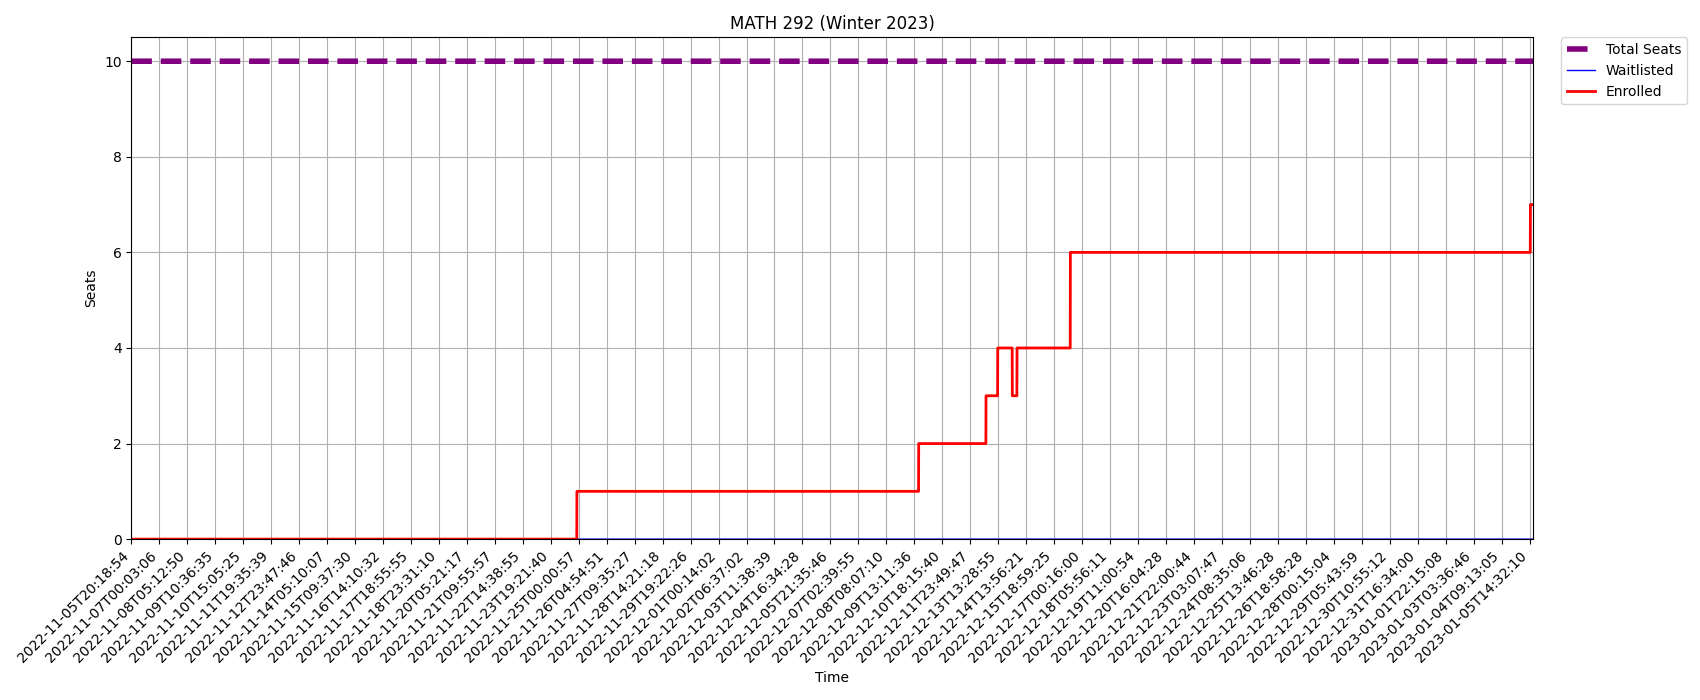 MATH 292 (Winter 2023)
Total Seats
Waitlisted
Enrolled
Seats
10
8
6
4
2
0
2022-11-05T20:18:54
2022-11-07T00:03:06
2022-11-08T05:12:50
2022-11-09T10:36:35
2022-11-10T15:05:25
2022-11-11T19:35:39
2022-11-12T23:47:46
2022-11-14T05:10:07
2022-11-15T09:37:30
2022-11-16T14:10:32
2022-11-17T18:55:55
2022-11-18T23:31:10
2022-11-20T05:21:17
2022-11-21T09:55:57
2022-11-22T14:38:55
2022-11-23T19:21:40
2022-11-25T00:00:57
2022-11-26T04:54:51
2022-11-27T09:35:27
2022-11-28T14:21:18
2022-11-29T19:22:26
2022-12-01T00:14:02
2022-12-02T06:37:02
2022-12-03T11:38:39
2022-12-04T16:34:28
2022-12-05T21:35:46
2022-12-07T02:39:55
2022-12-08T08:07:10
2022-12-09T13:11:36
2022-12-10T18:15:40
2022-12-11T23:49:47
2022-12-13T13:28:55
2022-12-14T13:56:21
2022-12-15T18:59:25
2022-12-17T00:16:00
2022-12-18T05:56:11
2022-12-19T11:00:54
2022-12-20T16:04:28
2022-12-21T22:00:44
2022-12-23T03:07:47
2022-12-24T08:35:06
2022-12-25T13:46:28
2022-12-26T18:58:28
2022-12-28T00:15:04
2022-12-29T05:43:59
2022-12-30T10:55:12
2022-12-31T16:34:00
2023-01-01T22:15:08
2023-01-03T03:36:46
2023-01-04T09:13:05
2023-01-05T14:32:10
Time